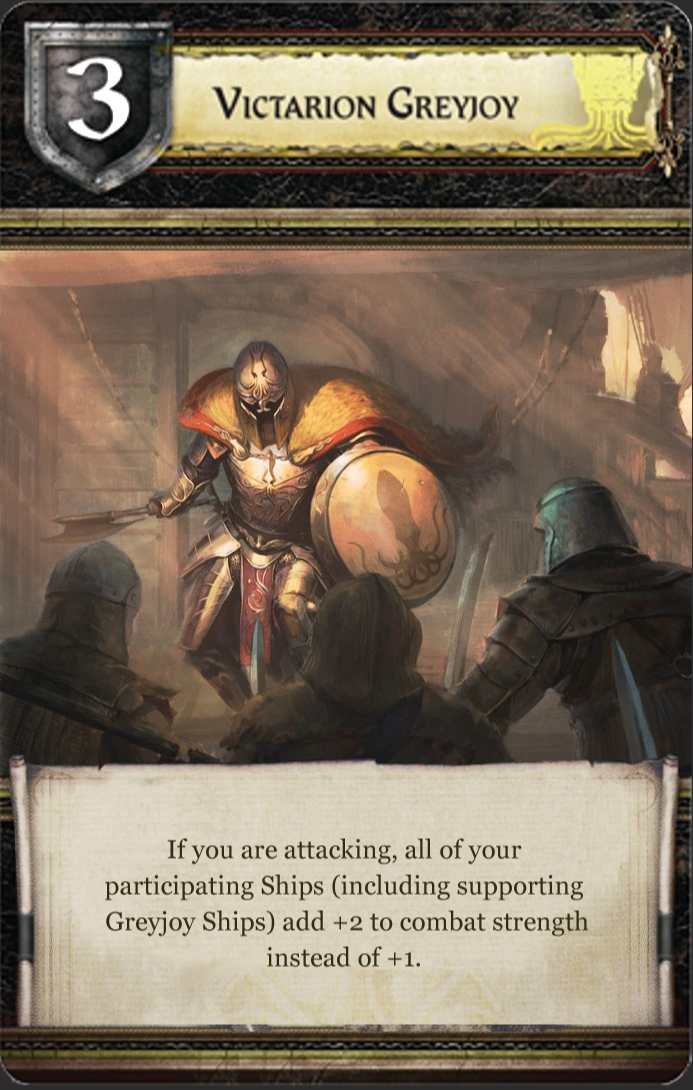 3
Victarion Greyjoy
If you are attacking, all of your
participating Ships (including supporting
Greyjoy Ships) add +2 to combat strength
instead of +1.